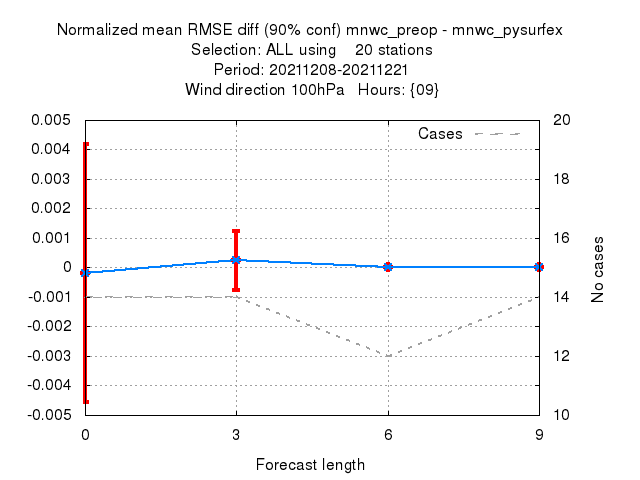 Normalized mean RMSE diff (90% conf) mnwc_preop - mnwc_pysurfex
Selection: ALL using    20 stations
Period: 20211208-20211221
Wind direction 100hPa   Hours: {09}
Cases
0.005
0.004
0.003
0.002
0.001
0
-0.001
-0.002
-0.003
-0.004
-0.005
20
18
16
14
12
10
No cases
0 3 6 9
Forecast length